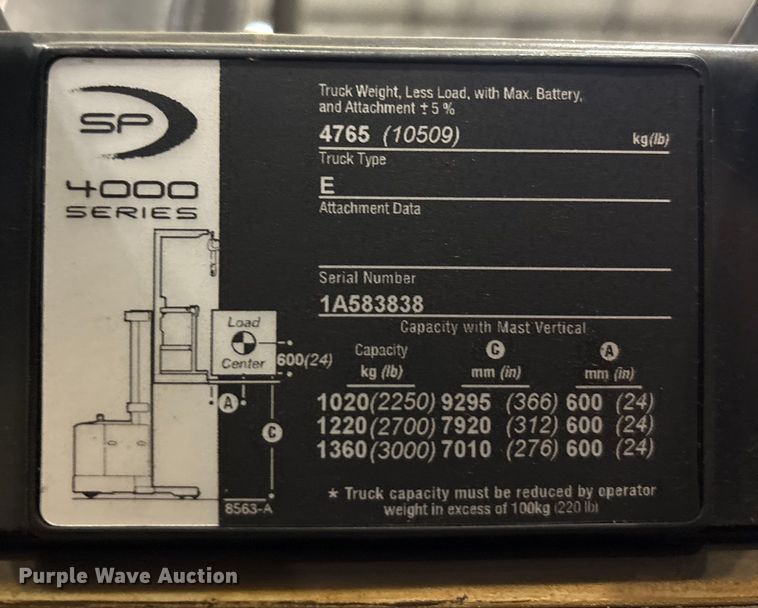 SP
4000
SERIES
Truck Weight, Less Load, with Max. Battery,
and Attachment ± 5 %
4765 (10509) kg(lb)
Truck Type
E
Attachment Data
Serial Number
1A583838
Capacity with Mast Vertical
Capacity C A
kg (lb) mm (in) mm (in)
1020(2250) 9295 (366) 600 (24)
1220(2700) 7920 (312) 600 (24)
1360(3000) 7010 (276) 600 (24)
* Truck capacity must be reduced by operator
weight in excess of 100kg (220 lb)
Load
Center
600(24)
A
C
8563-A
Purple Wave Auction